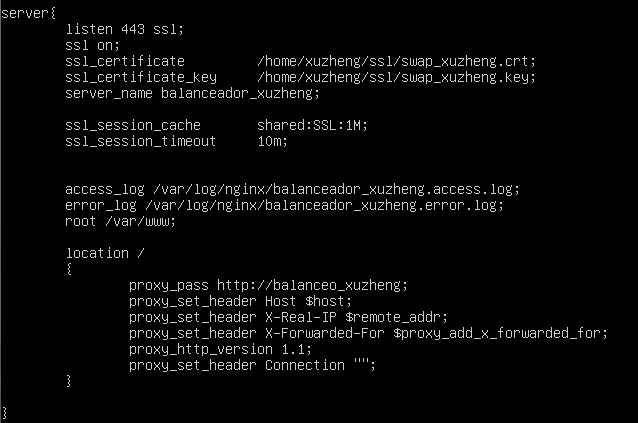 server{
listen 443 ssl;
ssl on;
ssl_certificate /home/xuzheng/ssl/swap_xuzheng.crt;
ssl_certificate_key /home/xuzheng/ssl/swap_xuzheng.key;
server_name balanceador_xuzheng;
ssl_session_cache shared:SSL:1M;
ssl_session_timeout 10m;
access_log /var/log/nginx/balanceador_xuzheng.access.log;
error_log /var/log/nginx/balanceador_xuzheng.error.log;
root /var/www;
location /
{
proxy_pass http://balanceo_xuzheng;
proxy_set_header Host $host;
proxy_set_header X-Real-IP $remote_addr;
proxy_set_header X-Forwarded-For $proxy_add_x_forwarded_for;
proxy_http_version 1.1;
proxy_set_header Connection "";
}
}